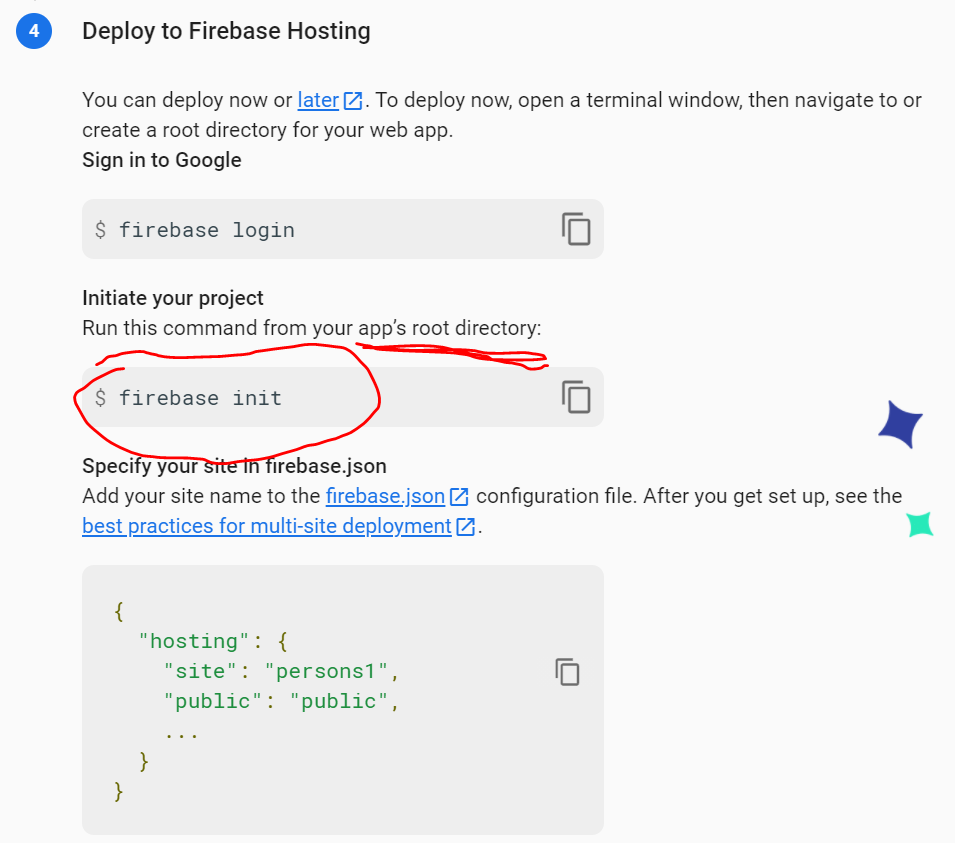 4
Deploy to Firebase Hosting
You can deploy now or later. To deploy now, open a terminal window, then navigate to or
create a root directory for your web app.
Sign in to Google
$ firebase login
Initiate your project
Run this command from your app's root directory:
$ firebase init
Specify your site in firebase.json
Add your site name to the firebase.json configuration file. After you get set up, see the
best practices for multi-site deployment.
{
"hosting": {
"site": "persons1",
"public": "public",
...
}
}